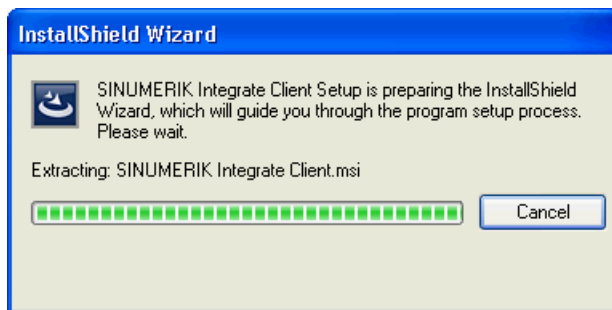 InstallShield Wizard
SINUMERIK Integrate Client Setup is preparing the InstallShield
Wizard, which will guide you through the program setup process.
Please wait.
Extracting: SINUMERIK Integrate Client.msi
Cancel